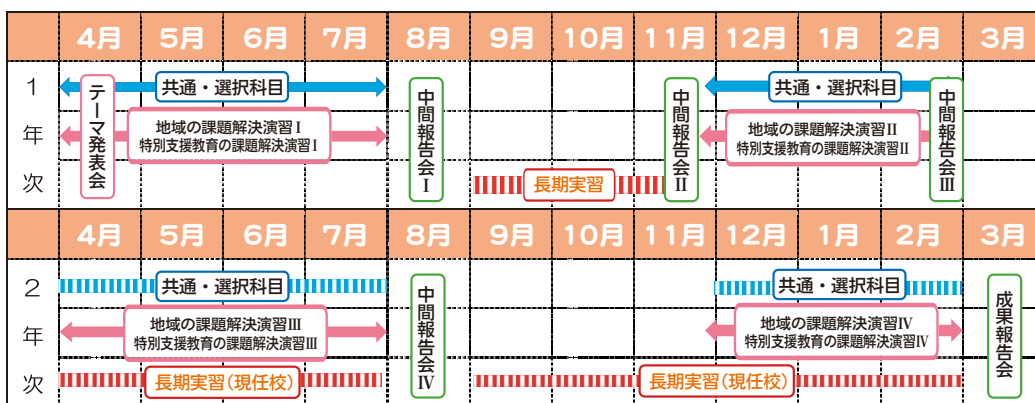 4月 5月 6月 7月 8月 9月 10月 11月 12月 1月 2月 3月
1年次
テーマ発表会
共通・選択科目
地域の課題解決演習Ⅰ
特別支援教育の課題解決演習Ⅰ
中間報告会Ⅰ
長期実習
中間報告会Ⅱ
共通・選択科目
地域の課題解決演習Ⅱ
特別支援教育の課題解決演習Ⅱ
中間報告会Ⅲ
4月 5月 6月 7月 8月 9月 10月 11月 12月 1月 2月 3月
2年次
共通・選択科目
地域の課題解決演習Ⅲ
特別支援教育の課題解決演習Ⅲ
長期実習(現任校)
中間報告会Ⅳ
共通・選択科目
地域の課題解決演習Ⅳ
特別支援教育の課題解決演習Ⅳ
長期実習(現任校)
成果報告会